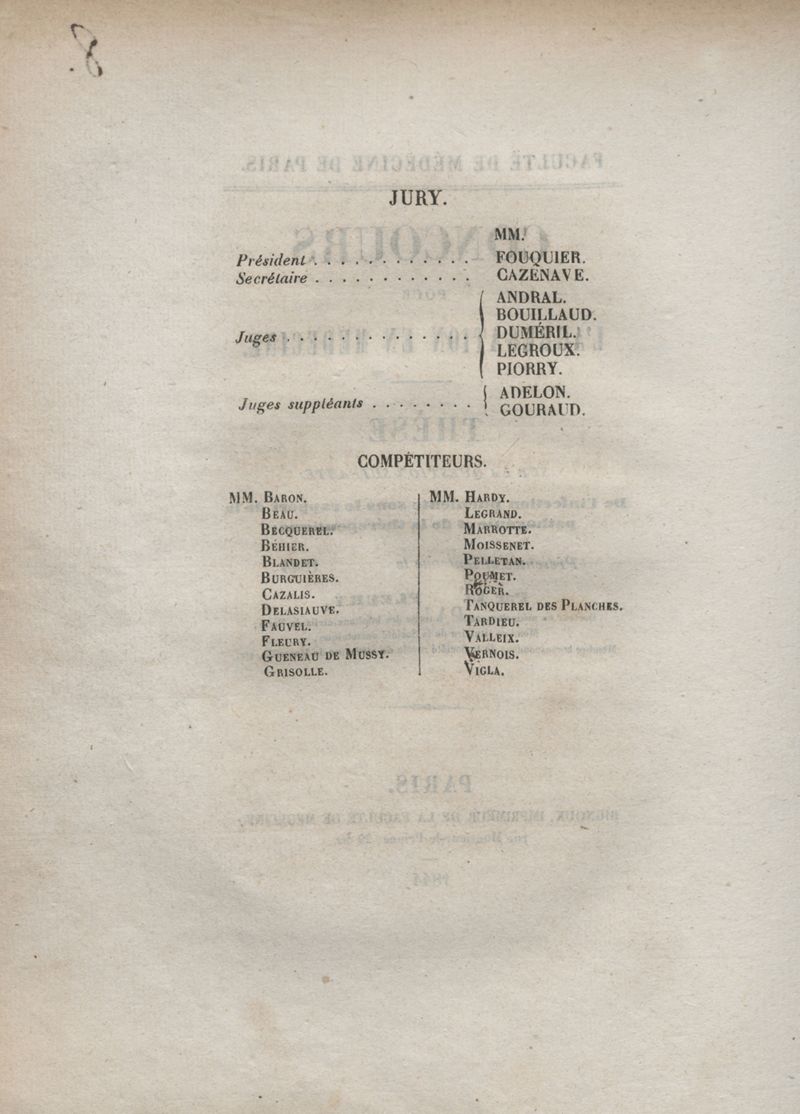 8
JURY.
MM.
Président . . . . . . . . . . . . FOUQUIER.
Secrétaire . . . . . . . . . . . . CAZENAVE.
ANDRAL.
BOUILLAUD.
Juges . . . . . . . . . . . . . . DUMÉRIL.
LEGROUX.
PIORRY.
ADELON.
Juges suppléants . . . . . . . .
GOURAUD.
COMPÉTITEURS.
MM. BARON.
BEAU.
BECQUEREL.
BÉHIER.
BLANDET.
BURGUIÈRES.
CAZALIS.
DELASIAUVE.
FAUVEL.
FLEURY.
GUENEAU DE MUSSY.
GRISOLLE.
MM. HARDY.
LEGRAND.
MARROTTE.
MOISSENET.
PELLETAN.
POUMET.
ROGER.
TANQUEREL DES PLANCHES.
TARDIEU.
VALLEIX.
VERNOIS.
VIGLA.